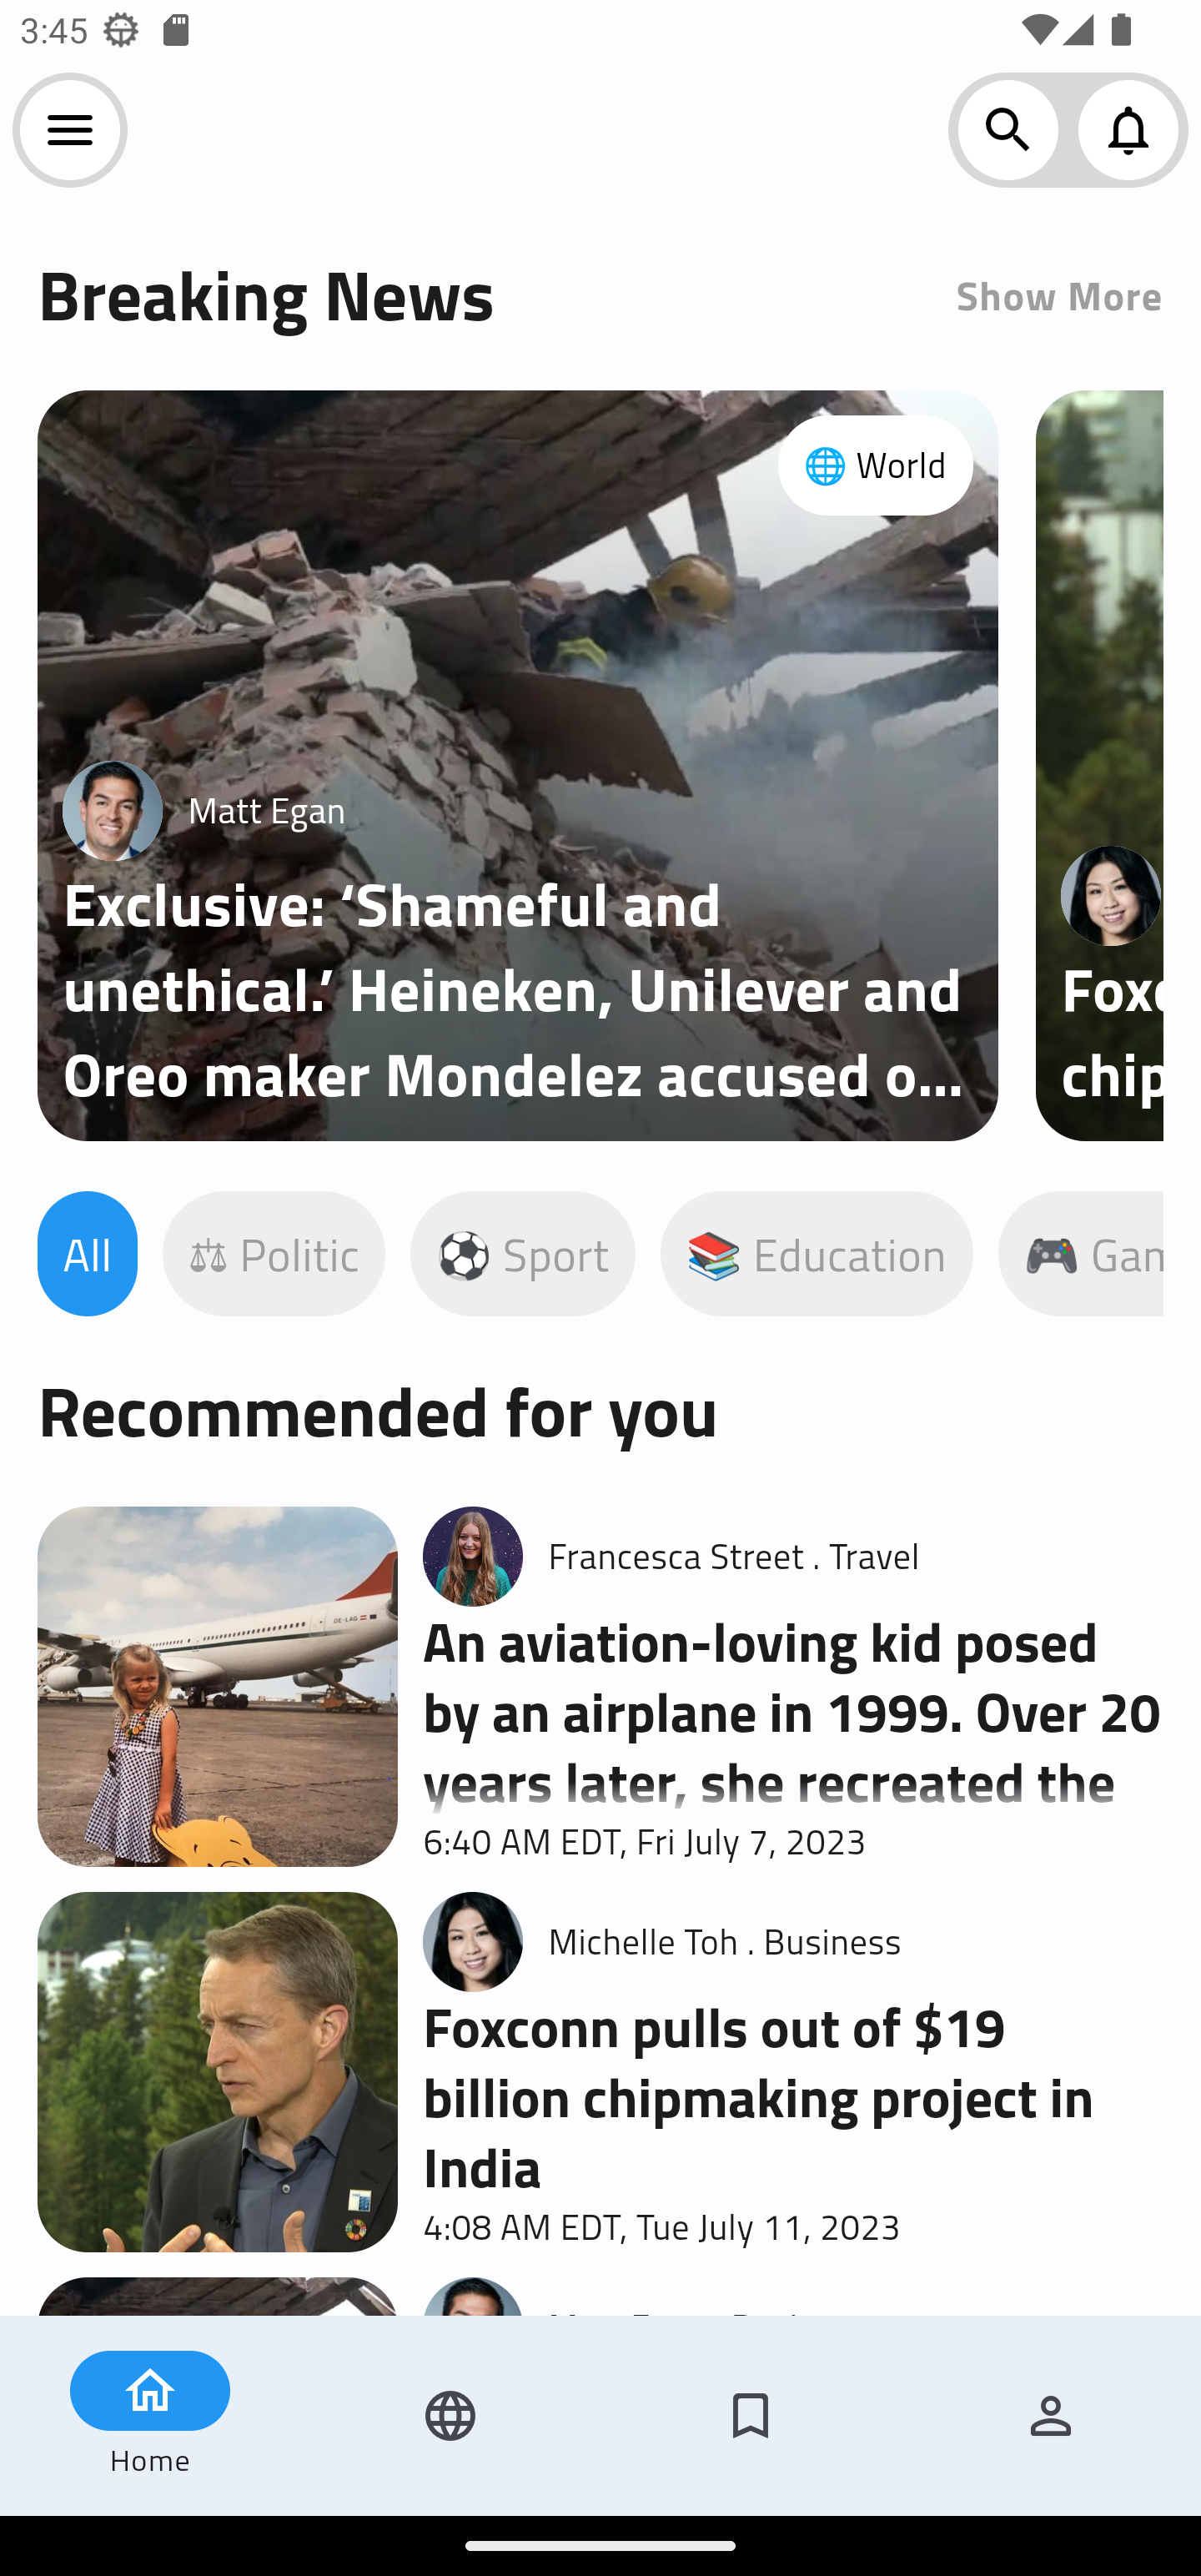 3:45
Breaking News
Show More
🌐 World
Matt Egan
Exclusive: ‘Shameful and
unethical.’ Heineken, Unilever and
Oreo maker Mondelez accused o...
Foxc
chip
All
⚖ Politic
⚽ Sport
📚 Education
🎮 Gam
Recommended for you
Francesca Street . Travel
An aviation-loving kid posed
by an airplane in 1999. Over 20
years later, she recreated the
6:40 AM EDT, Fri July 7, 2023
Michelle Toh . Business
Foxconn pulls out of $19
billion chipmaking project in
India
4:08 AM EDT, Tue July 11, 2023
Home